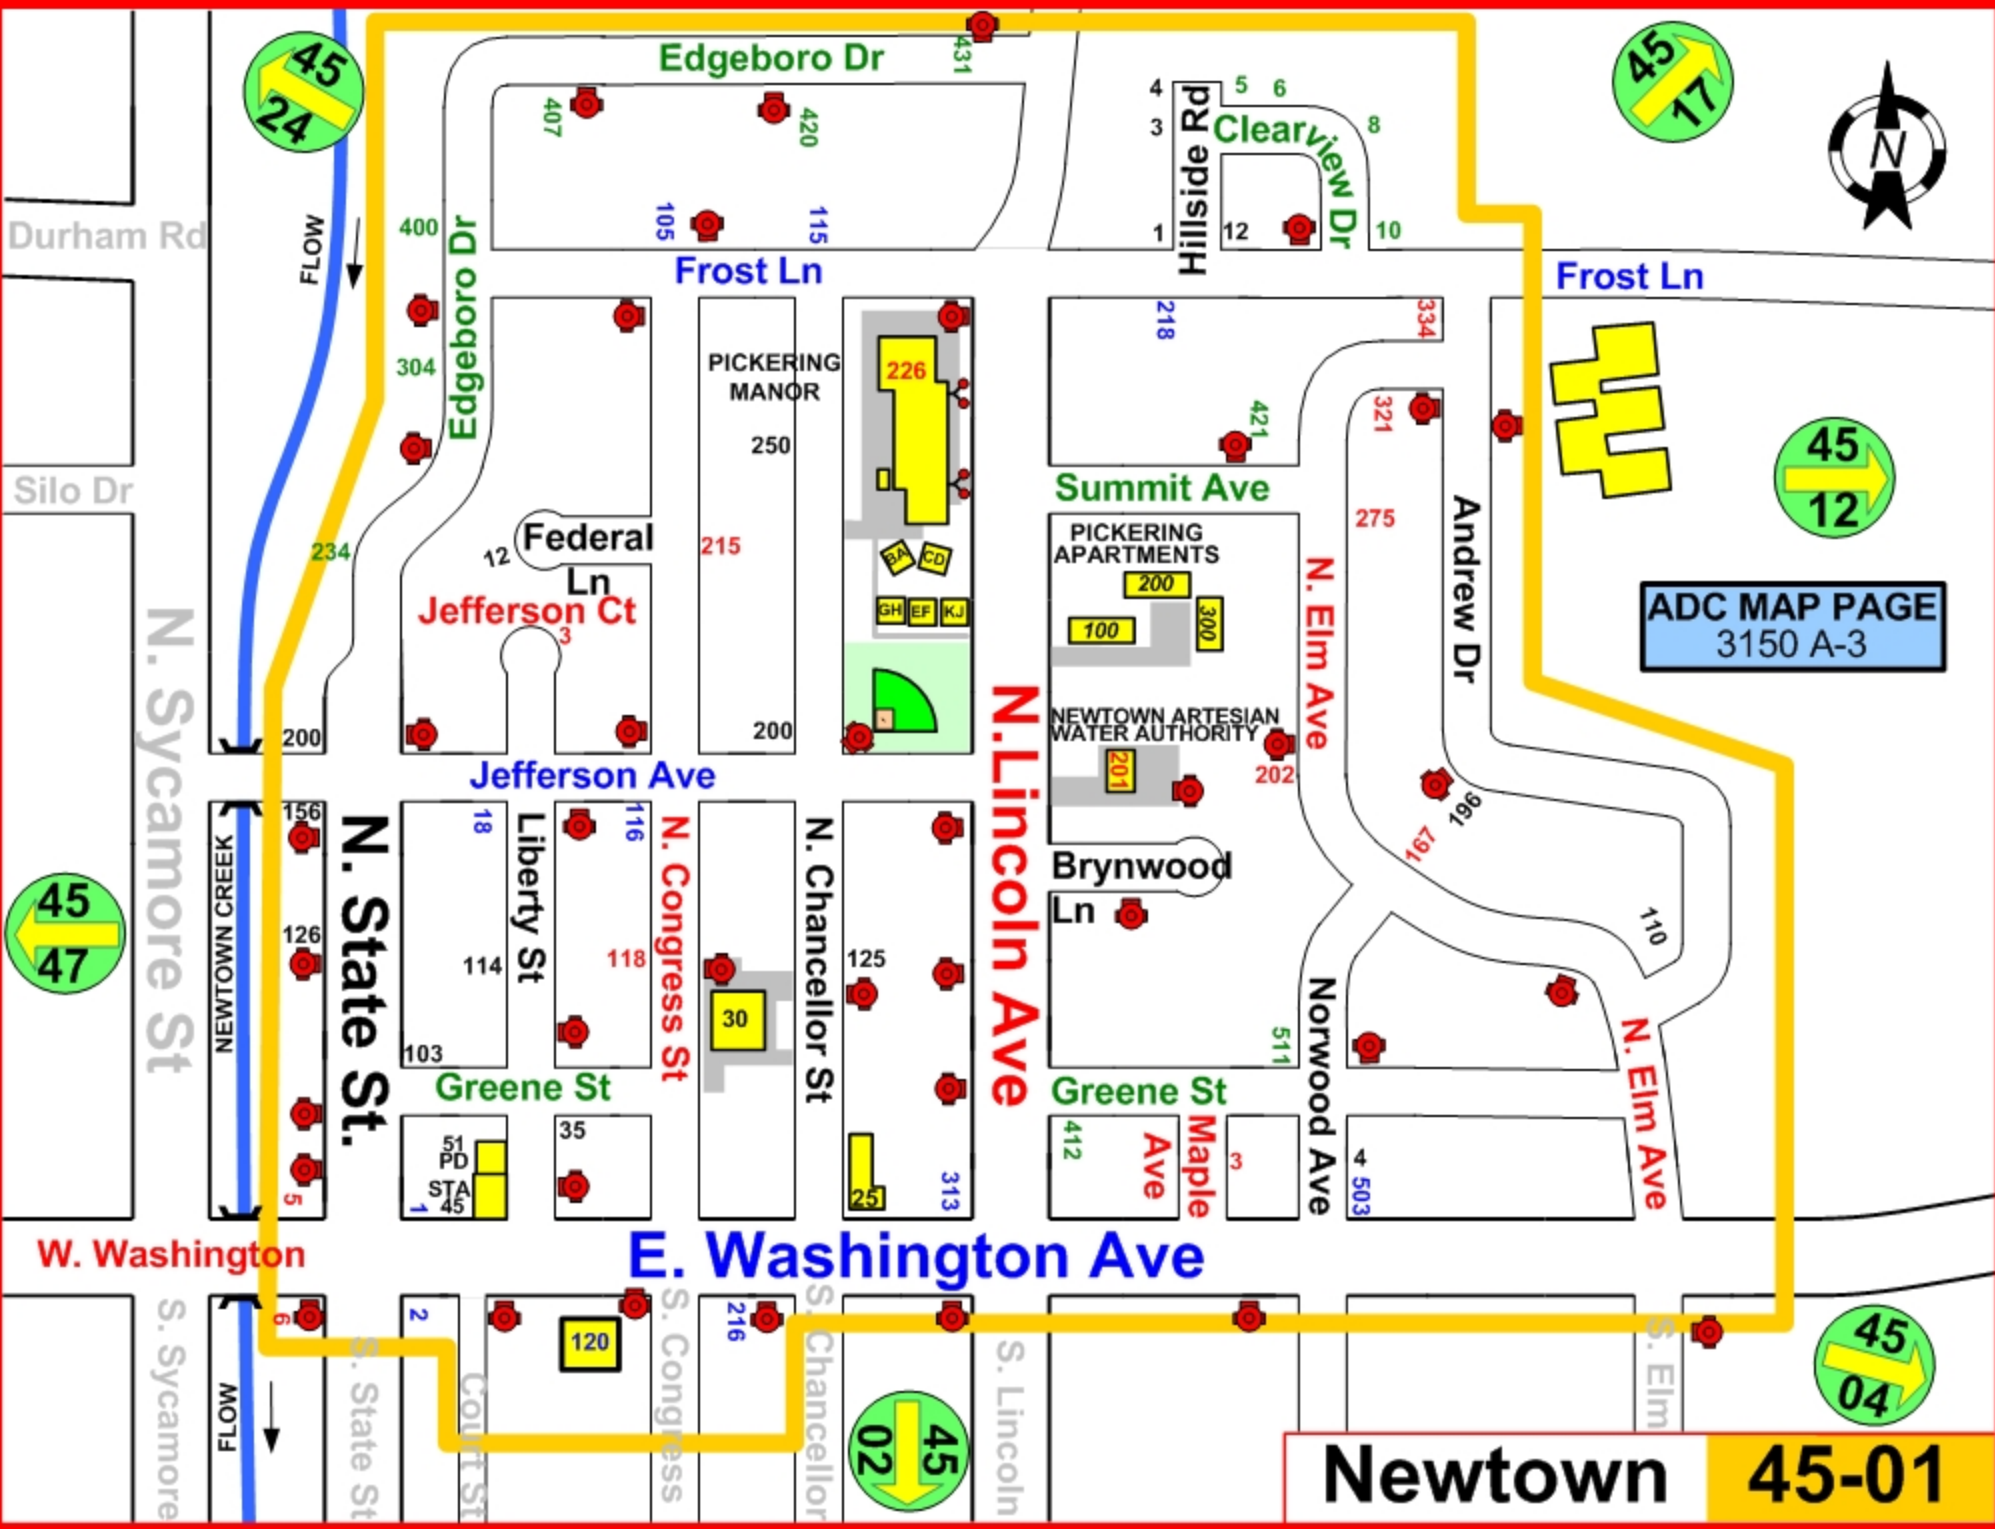 45
24
Edgeboro Dr
431
407
420
4
3
1
Hillside Rd
5
6
Clearview Dr
8
10
12
45
17
N
Durham Rd
FLOW
400
Edgeboro Dr
304
105
115
Frost Ln
Frost Ln
PICKERING
MANOR
250
226
218
334
321
421
Summit Ave
275
Andrew Dr
45
12
Silo Dr
234
Federal
Ln
12
215
BA
CD
GH
EF
KJ
PICKERING
APARTMENTS
200
100
300
N. Elm Ave
ADC MAP PAGE
3150 A-3
Jefferson Ct
3
N. Sycamore St
200
200
NEWTOWN ARTESIAN
WATER AUTHORITY
201
202
196
167
Jefferson Ave
156
126
NEWTOWN CREEK
N. State St.
18
Liberty St
116
N. Congress St
N. Chancellor St
N.Lincoln Ave
Brynwood
Ln
114
118
103
30
125
110
45
47
511
Norwood Ave
N. Elm Ave
Greene St
Greene St
51
PD
STA
45
1
35
25
313
412
Maple
Ave
3
4
503
5
W. Washington
E. Washington Ave
6
2
120
216
S. Sycamore
FLOW
S. State St
Court St
S. Congress
S. Chancellor
45
02
S. Lincoln
S. Elm
45
04
Newtown
45-01